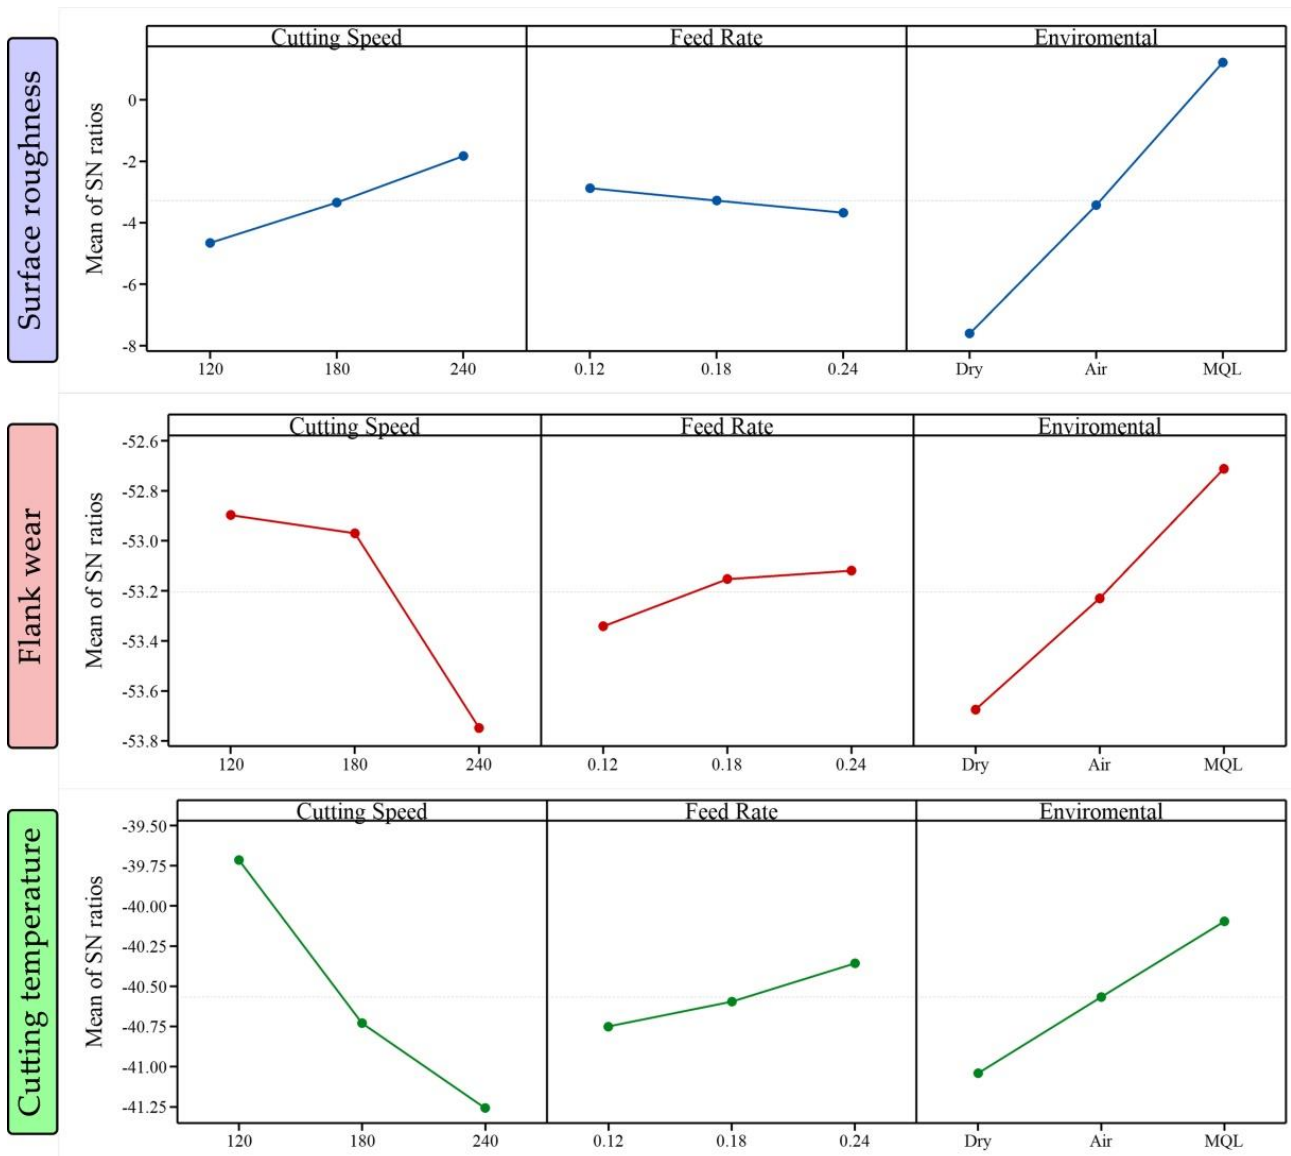 Surface roughness
Cutting Speed Feed Rate Enviromental
Mean of SN ratios
0
-2
-4
-6
-8
120 180 240 0.12 0.18 0.24 Dry Air MQL
Flank wear
Cutting Speed Feed Rate Enviromental
Mean of SN ratios
-52.6
-52.8
-53.0
-53.2
-53.4
-53.6
-53.8
120 180 240 0.12 0.18 0.24 Dry Air MQL
Cutting temperature
Cutting Speed Feed Rate Enviromental
Mean of SN ratios
-39.50
-39.75
-40.00
-40.25
-40.50
-40.75
-41.00
-41.25
120 180 240 0.12 0.18 0.24 Dry Air MQL